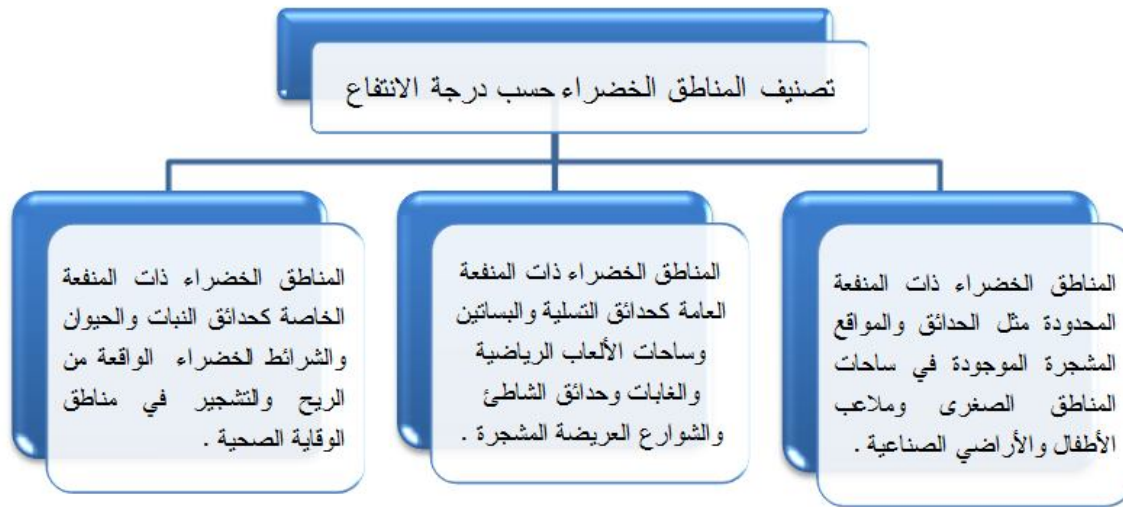 تصنيف المناطق الخضراء حسب درجة الانتفاع
المناطق الخضراء ذات المنفعة
المحدودة مثل الحدائق والمواقع
المشجرة الموجودة في ساحات
المناطق الصغرى وملاعب
الأطفال والأراضي الصناعية .
المناطق الخضراء ذات المنفعة
العامة كحدائق التسلية والبساتين
وساحات الألعاب الرياضية
والغابات وحدائق الشاطئ
والشوارع العريضة المشجرة .
المناطق الخضراء ذات المنفعة
الخاصة كحدائق النبات والحيوان
والشرائط الخضراء الواقعة من
الريح والتشجير في مناطق
الوقاية الصحية .